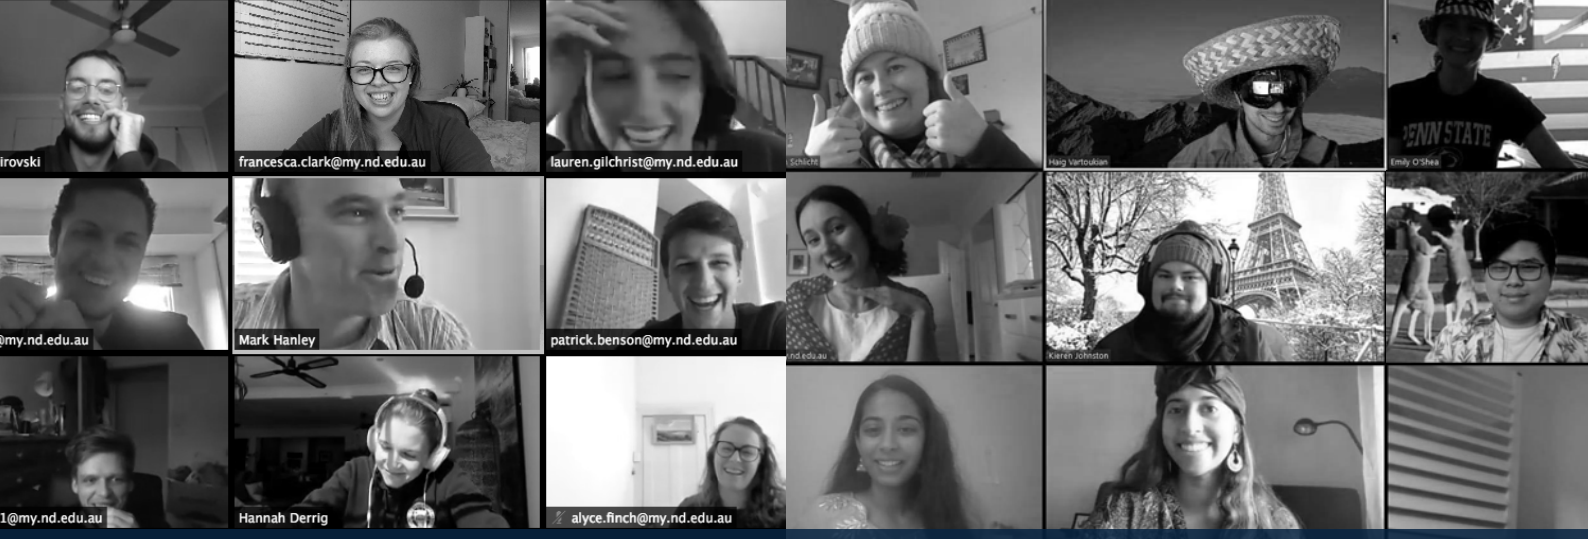 irovski
francesca.clark@my.nd.edu.au
lauren.gilchrist@my.nd.edu.au
Schlicht
Haig Vartoukian
PENN STATE
Emily O'Shea
@my.nd.edu.au
Mark Hanley
patrick.benson@my.nd.edu.au
.nd.edu.au
Kieren Johnston
1@my.nd.edu.au
Hannah Derrig
alyce.finch@my.nd.edu.au